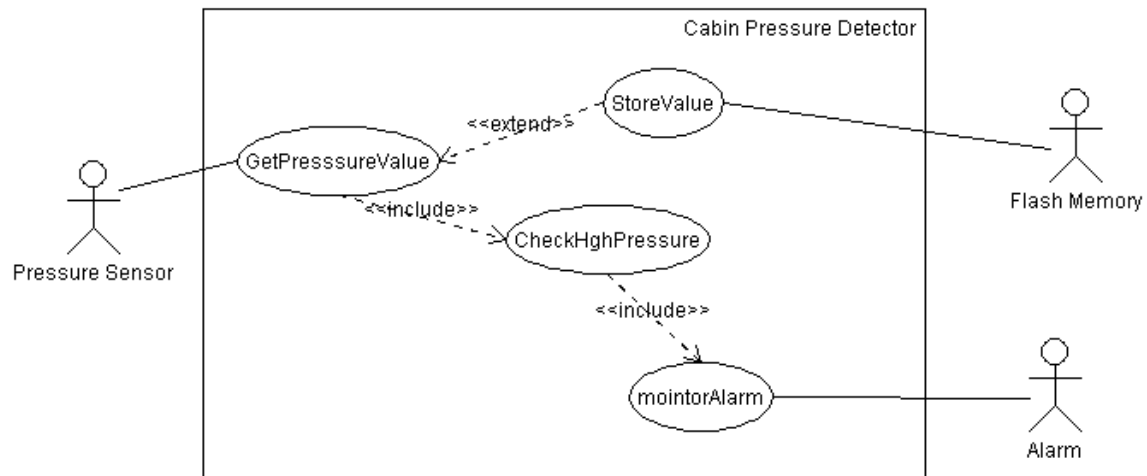 Cabin Pressure Detector
StoreValue
<<extend>>
GetPresssureValue
Flash Memory
<<include>>
CheckHghPressure
Pressure Sensor
<<include>>
mointorAlarm
Alarm